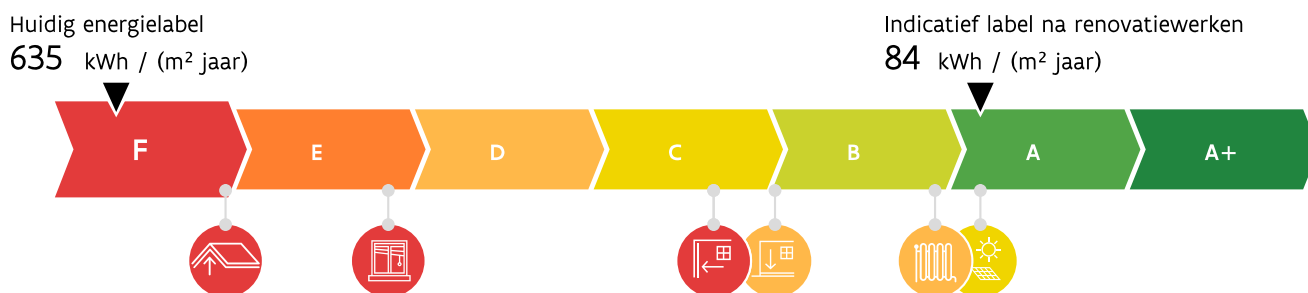 Huidig energielabel
635 kWh / (m² jaar)
Indicatief label na renovatiewerken
84 kWh / (m² jaar)
F E D C B A A+